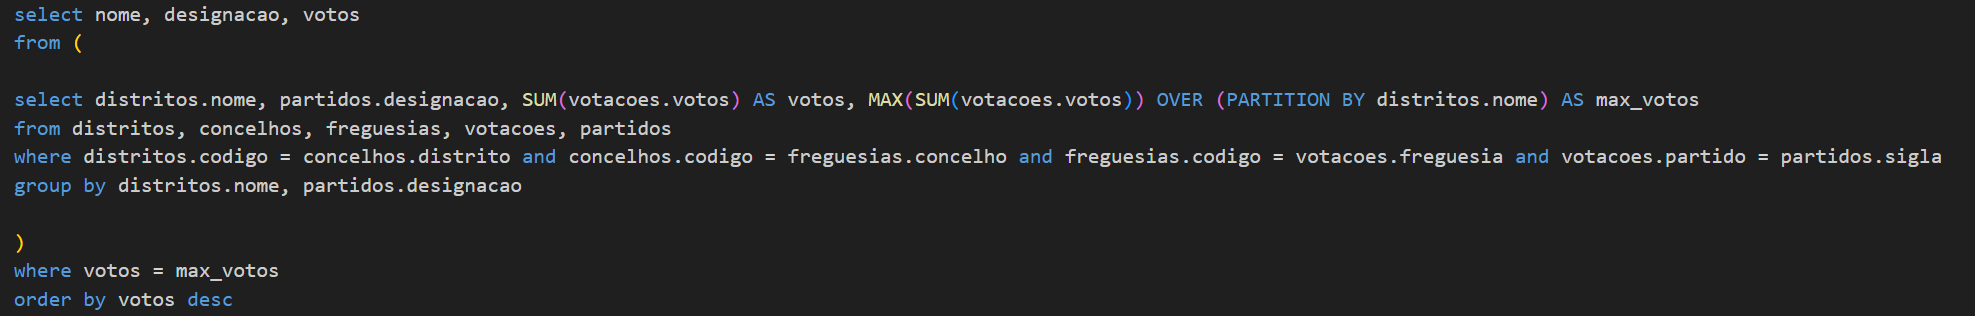 select nome, designacao, votos
from (
select distritos.nome, partidos.designacao, SUM(votacoes.votos) AS votos, MAX(SUM(votacoes.votos)) OVER (PARTITION BY distritos.nome) AS max_votos
from distritos, concelhos, freguesias, votacoes, partidos
where distritos.codigo = concelhos.distrito and concelhos.codigo = freguesias.concelho and freguesias.codigo = votacoes.freguesia and votacoes.partido = partidos.sigla
group by distritos.nome, partidos.designacao
)
where votos = max_votos
order by votos desc